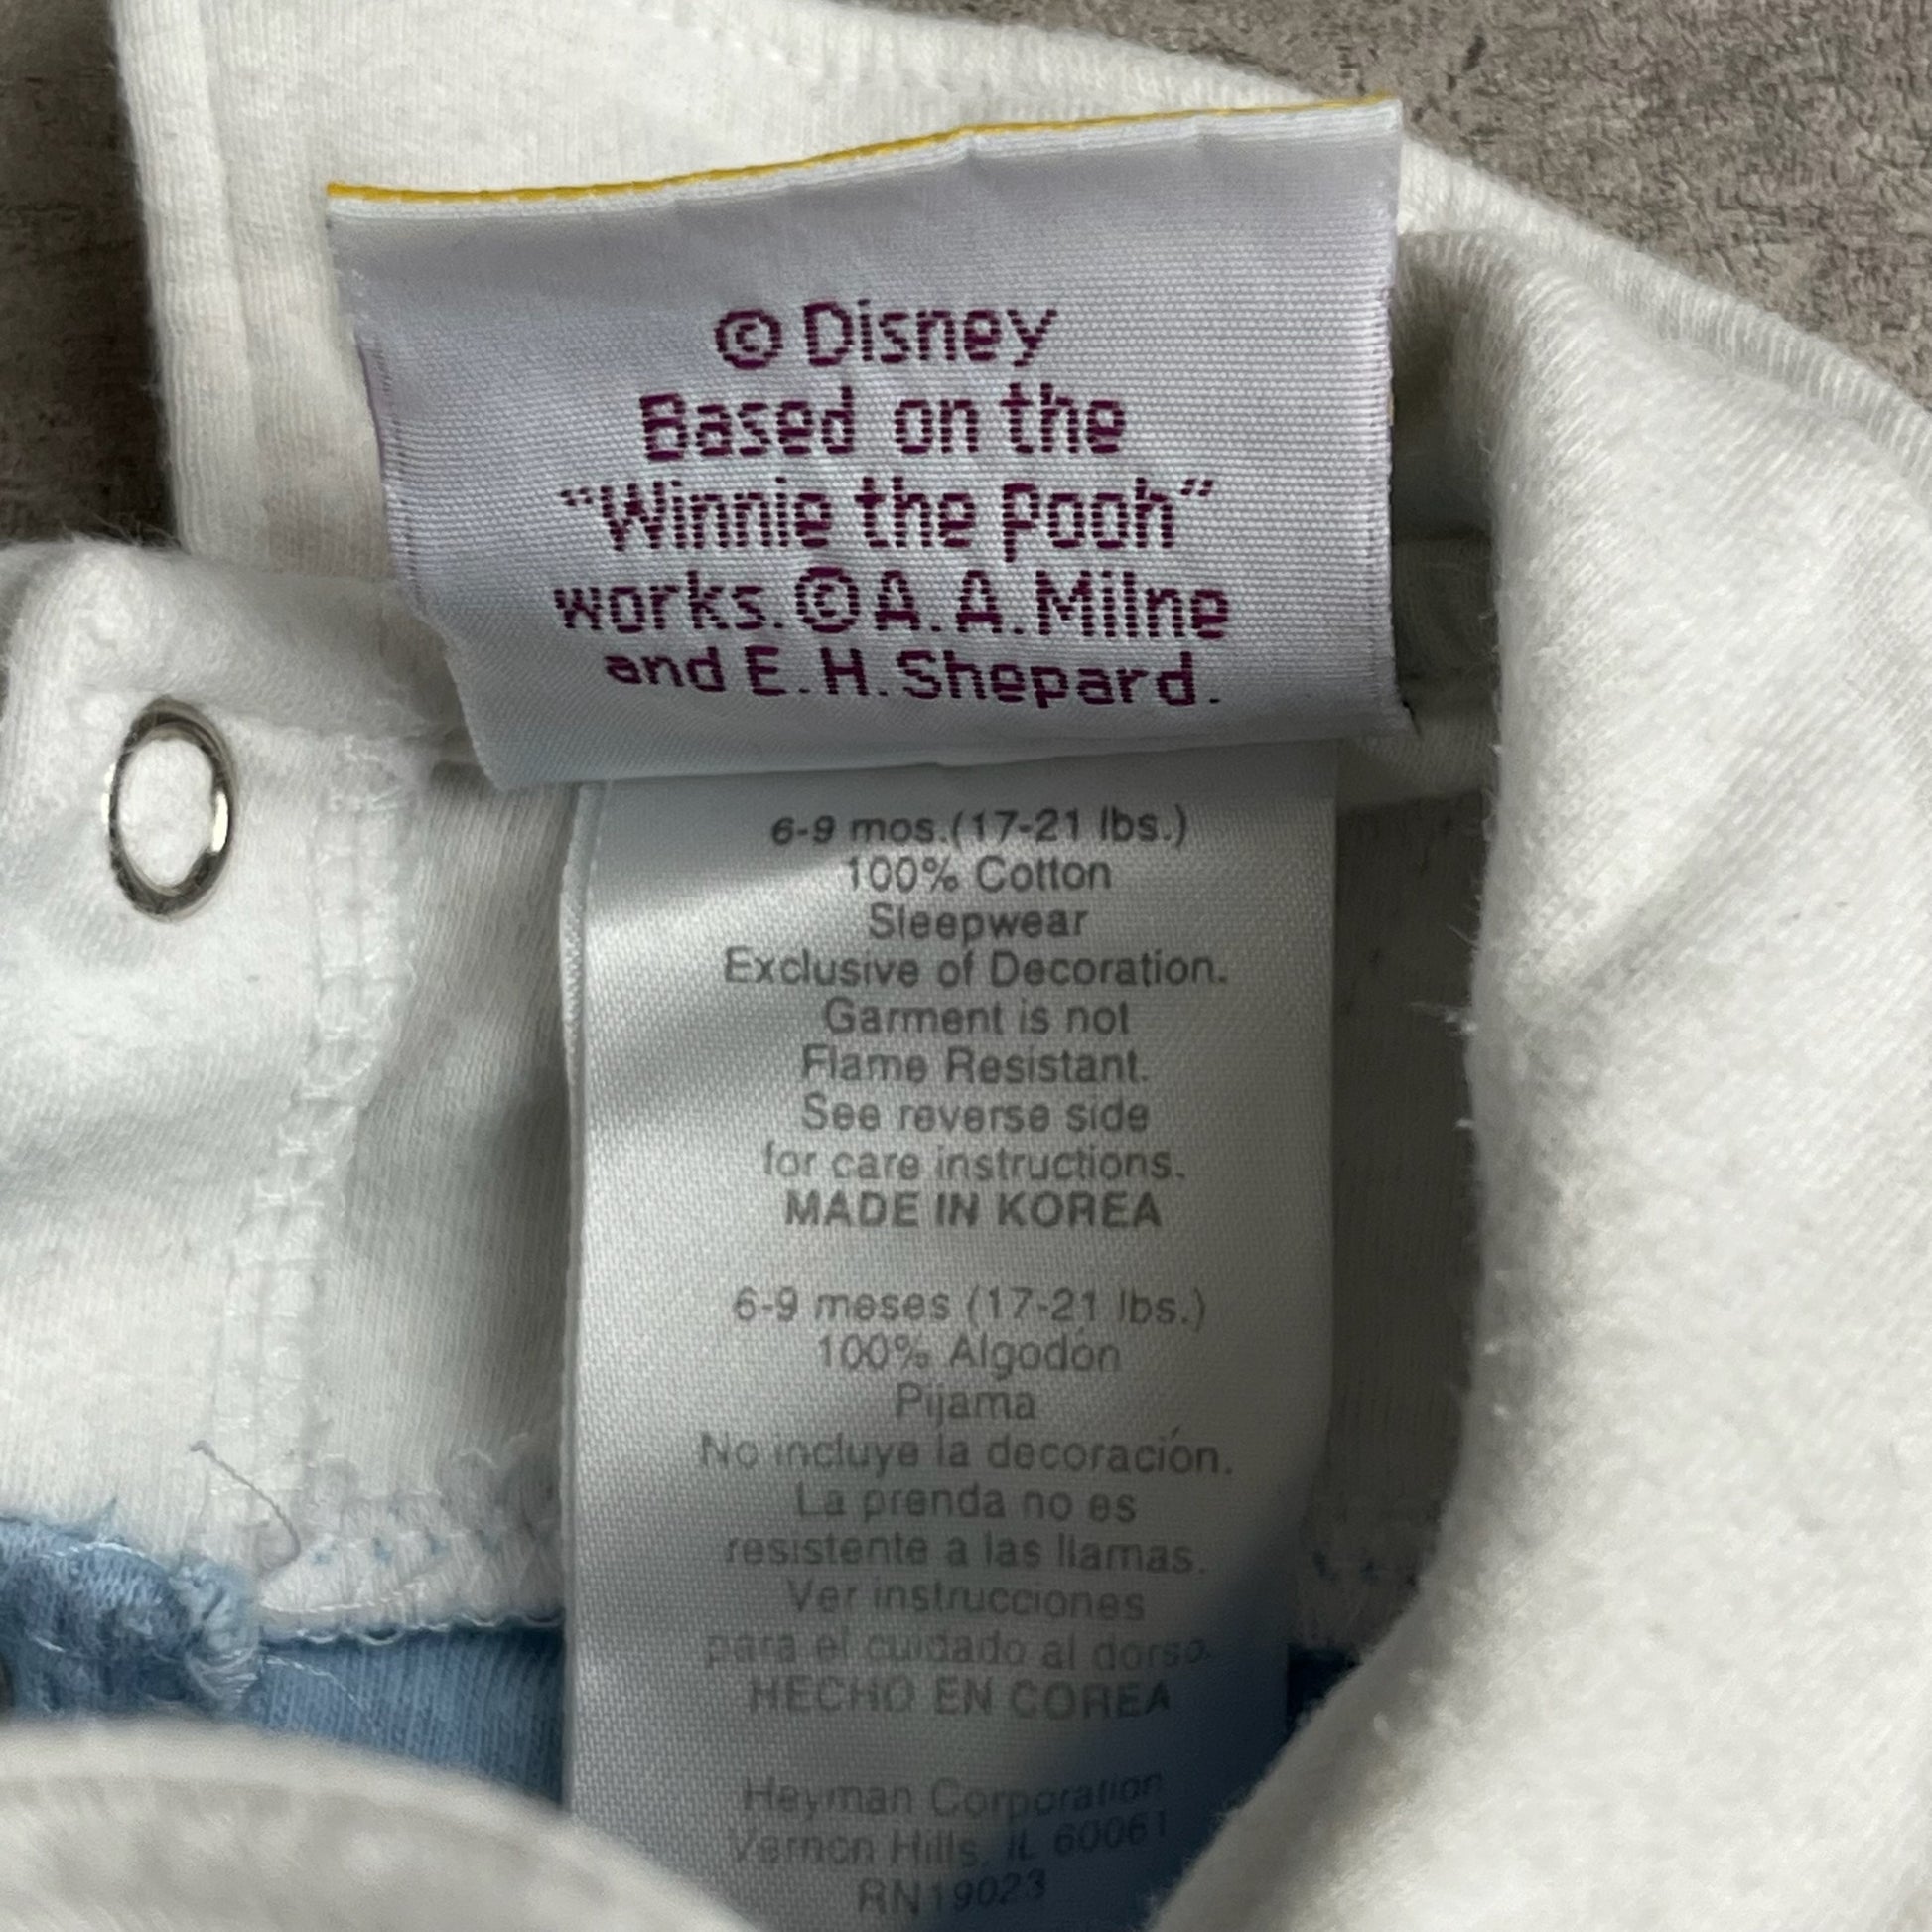 © Disney
Based on the
"Winnie the Pooh"
works. © A. A. Milne
and E. H. Shepard.
6-9 mos.(17-21 lbs.)
100% Cotton
Sleepwear
Exclusive of Decoration.
Garment is not
Flame Resistant.
See reverse side
for care instructions.
MADE IN KOREA
6-9 meses (17-21 lbs.)
100% Algodón
Pijama
No incluye la decoración.
La prenda no es
resistente a las llamas.
Ver instrucciones
para el cuidado al dorso.
HECHO EN COREA
Heyman Corporation
Vernon Hills, IL 60061
RN19023